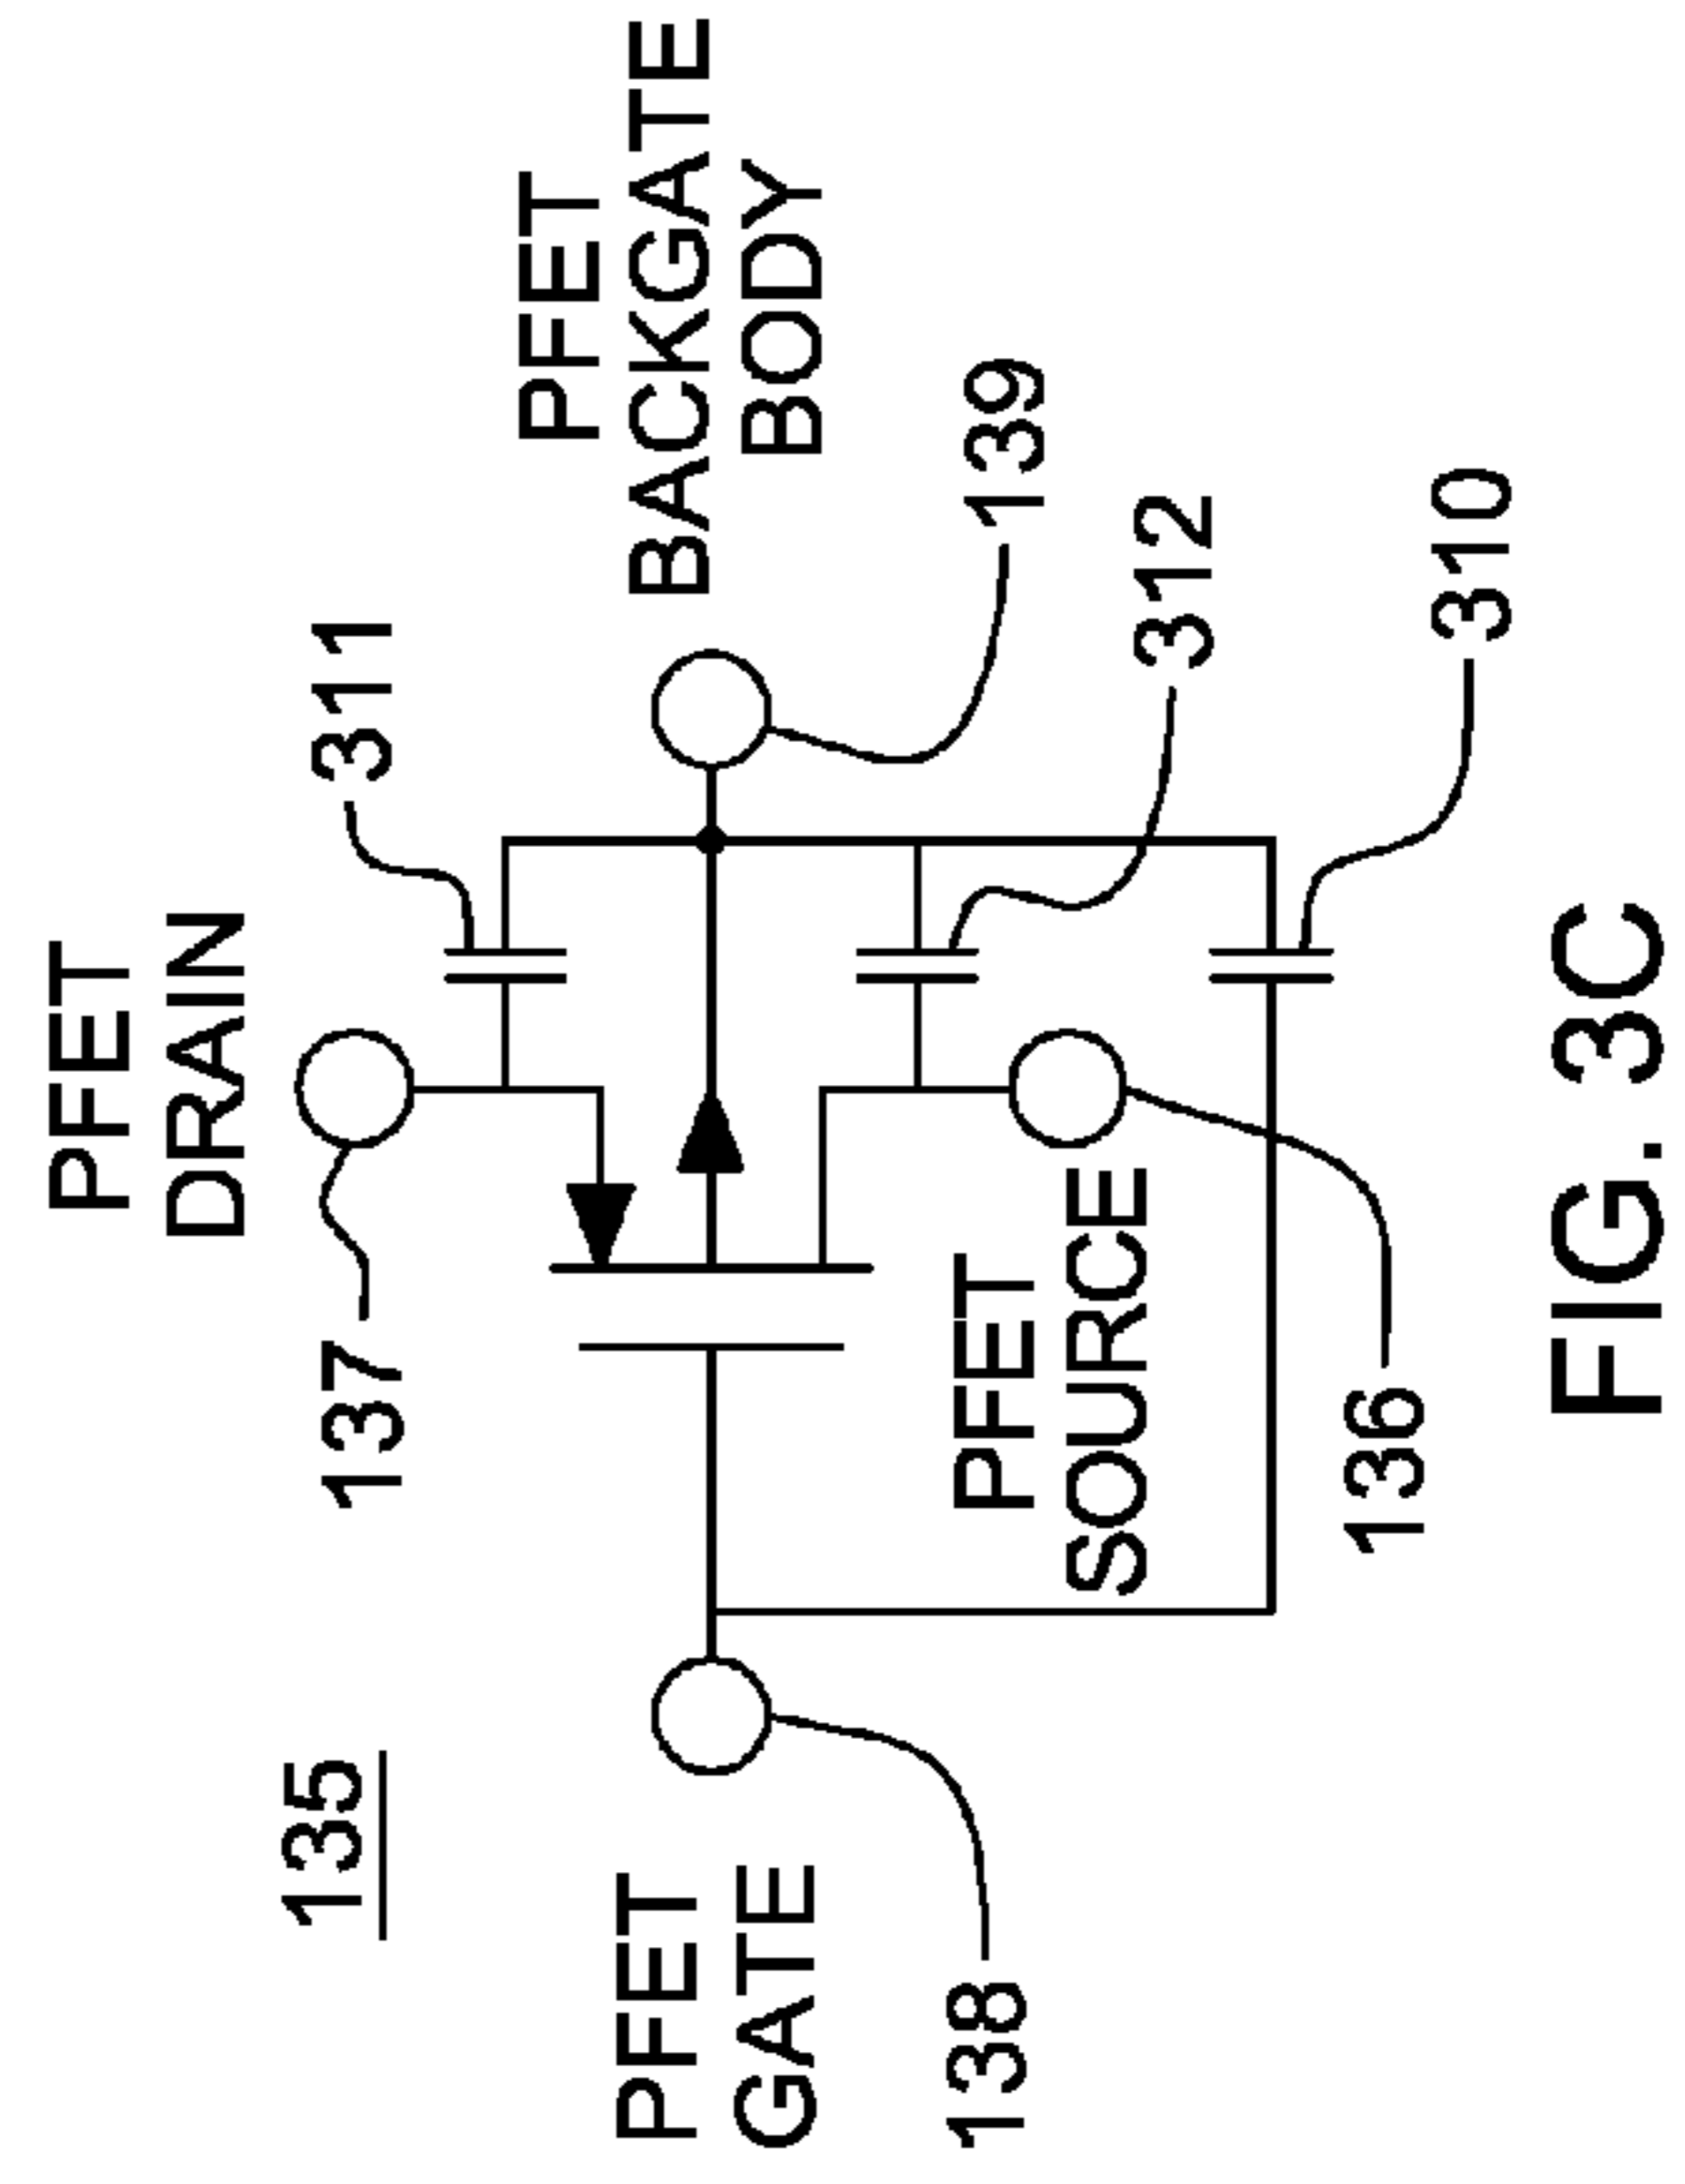 135
PFET
GATE
138
137
PFET
DRAIN
311
PFET
BACKGATE
BODY
139
312
310
PFET
SOURCE
136
FIG. 3C